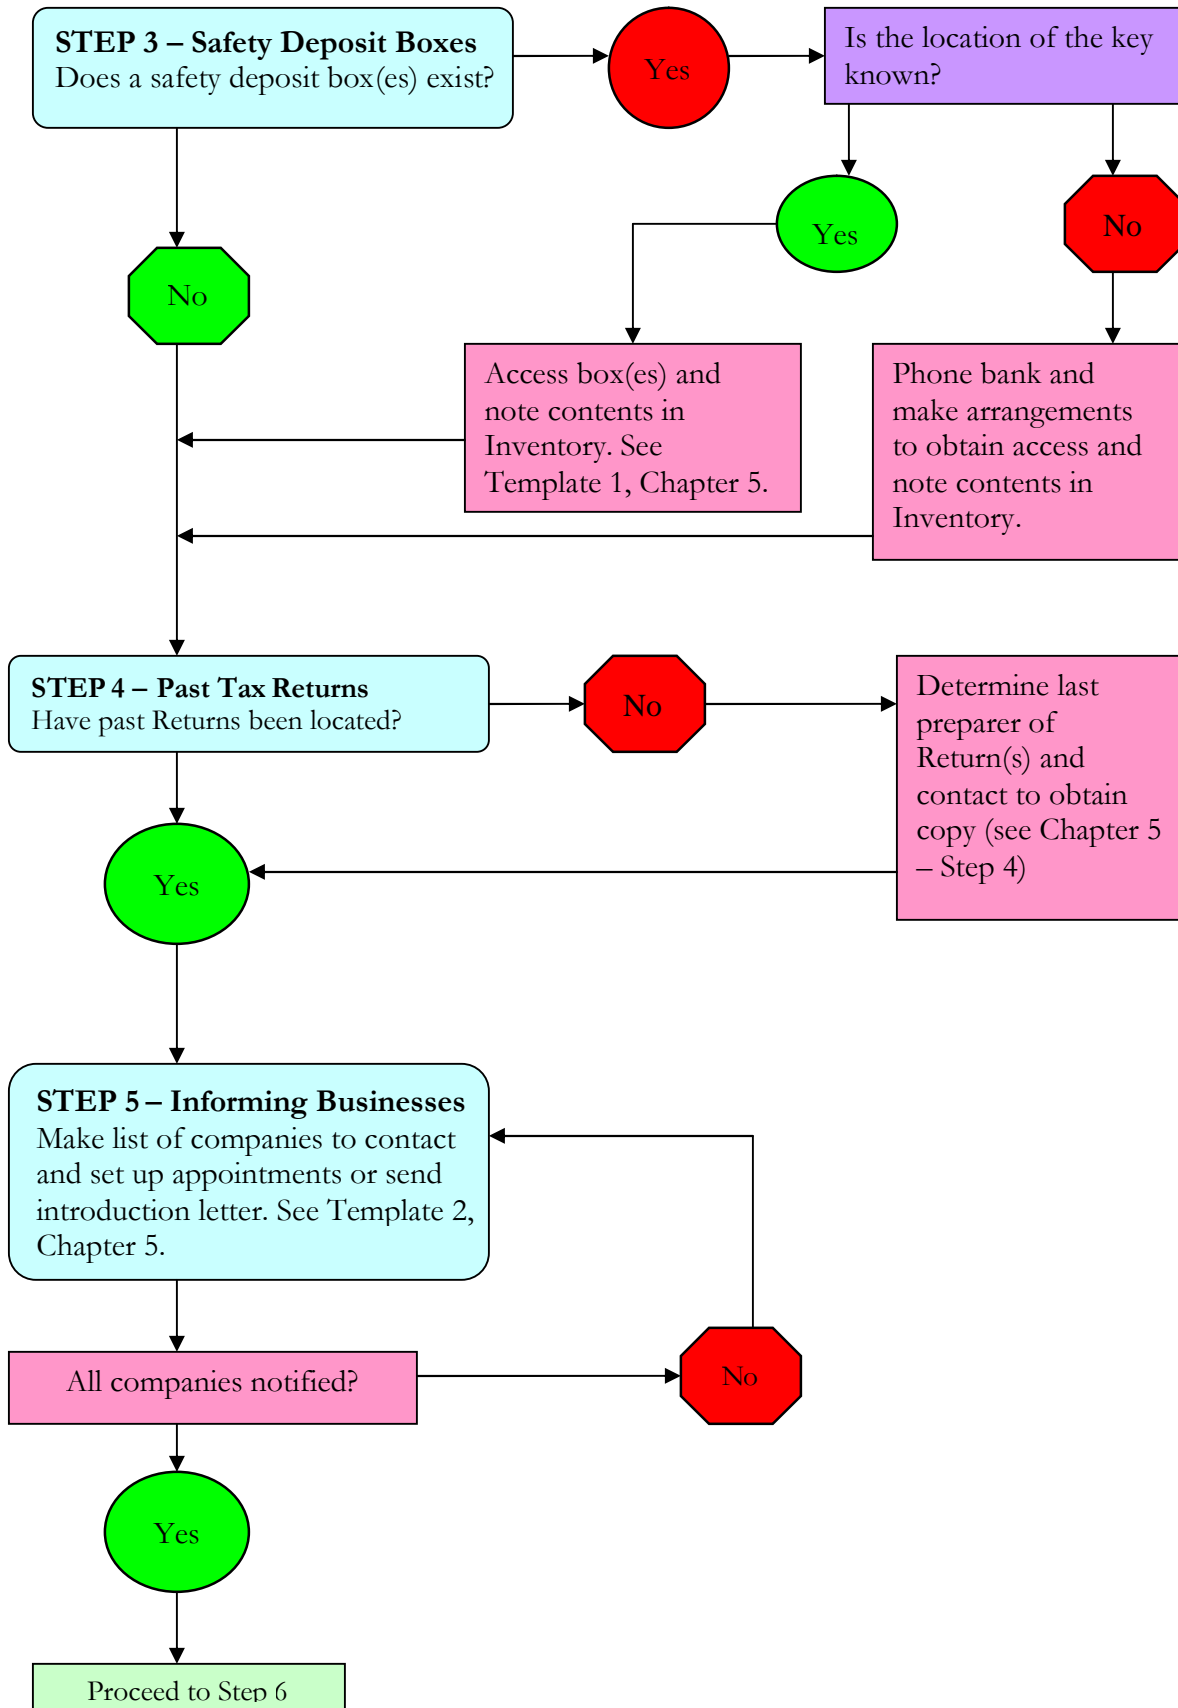 STEP 3 – Safety Deposit Boxes
Does a safety deposit box(es) exist?
Yes
Is the location of the key
known?
Yes
No
No
Access box(es) and
note contents in
Inventory. See
Template 1, Chapter 5.
Phone bank and
make arrangements
to obtain access and
note contents in
Inventory.
STEP 4 – Past Tax Returns
Have past Returns been located?
No
Determine last
preparer of
Return(s) and
contact to obtain
copy (see Chapter 5
– Step 4)
Yes
STEP 5 – Informing Businesses
Make list of companies to contact
and set up appointments or send
introduction letter. See Template 2,
Chapter 5.
All companies notified?
No
Yes
Proceed to Step 6